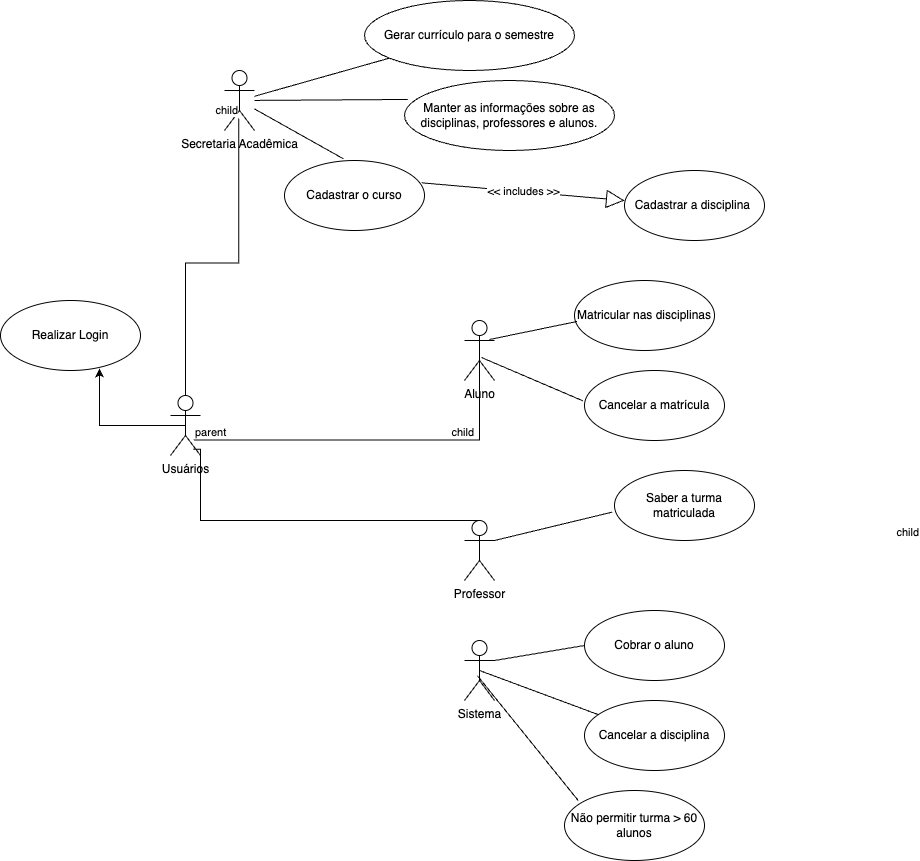 Gerar currículo para o semestre
child
Manter as informações sobre as
disciplinas, professores e alunos.
Secretaria Acadêmica
Cadastrar o curso
<< includes >>
Cadastrar a disciplina
Matricular nas disciplinas
Realizar Login
Aluno
Cancelar a matrícula
parent
child
Usuários
Saber a turma
matriculada
child
Professor
Cobrar o aluno
Sistema
Cancelar a disciplina
Não permitir turma > 60
alunos